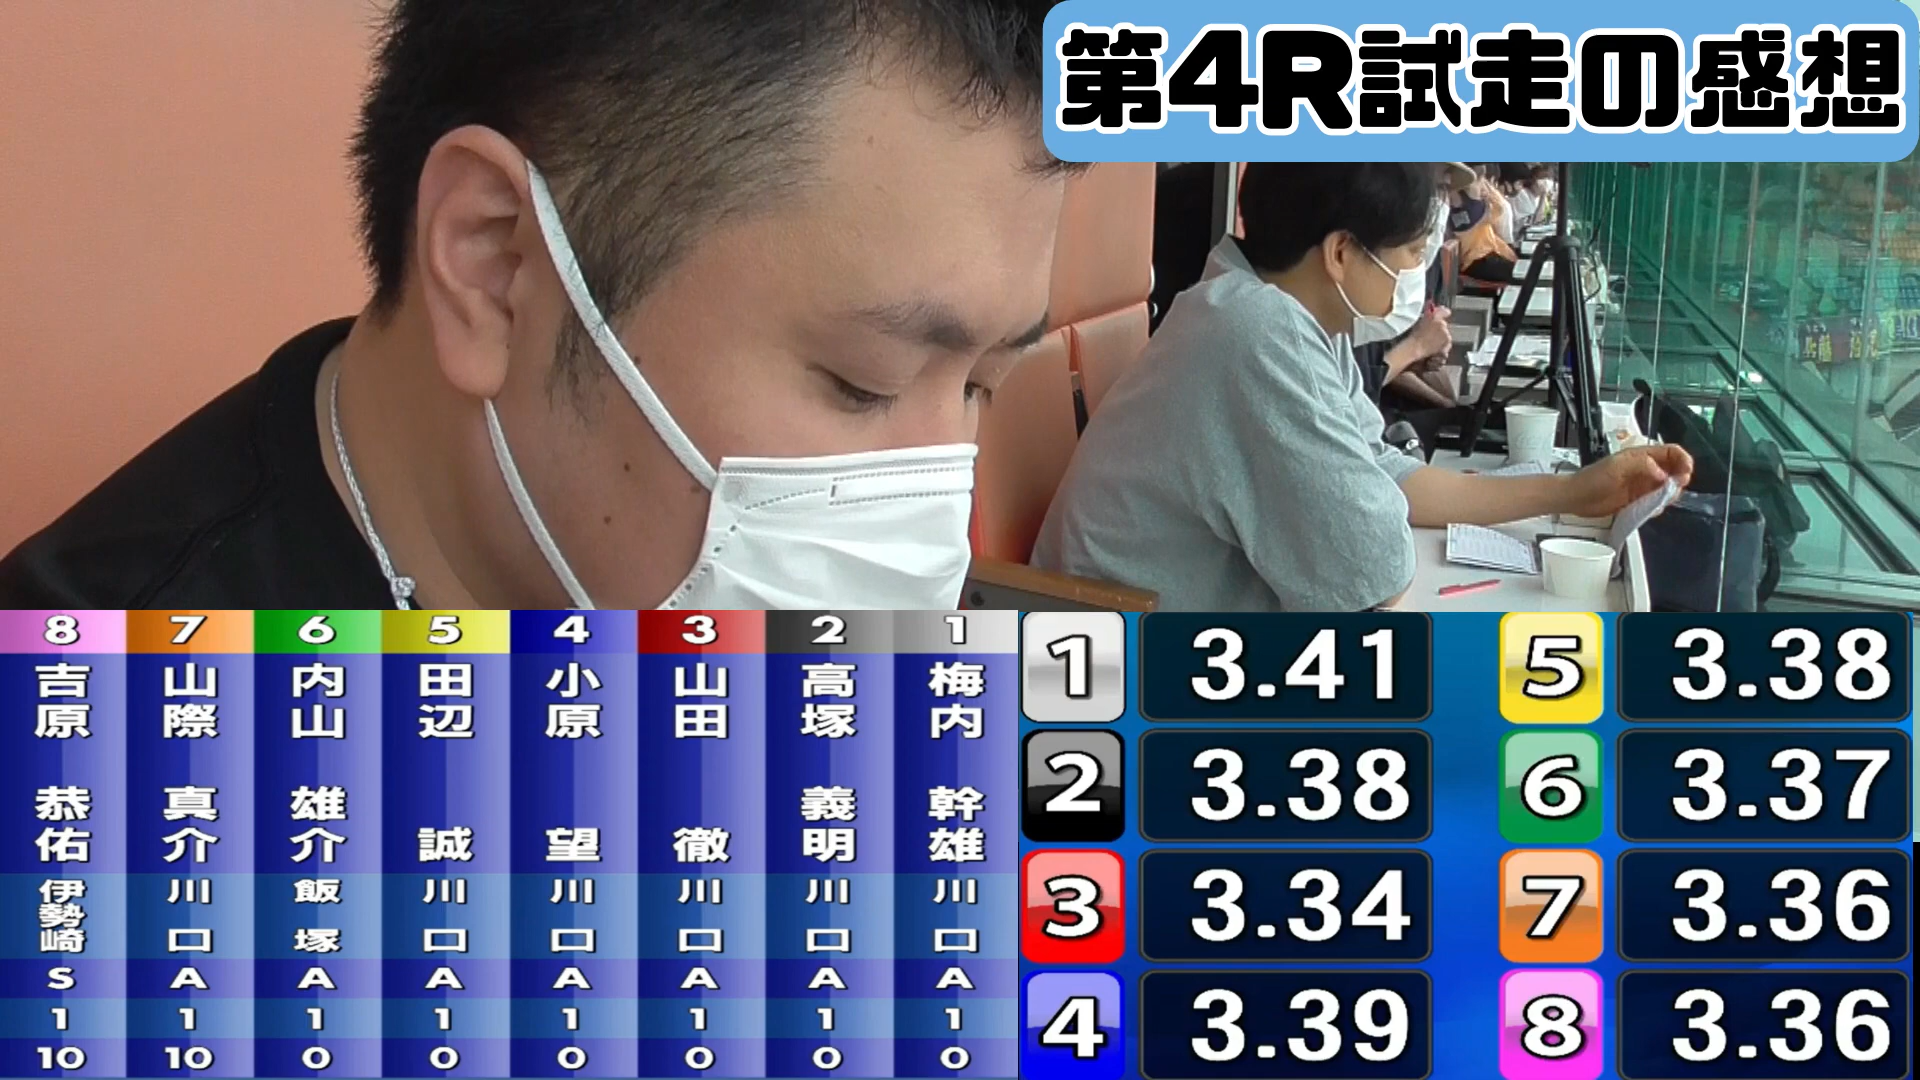 第4R試走の感想
8 7 6 5 4 3 2 1
吉原 恭佑
山際 真介
内山 雄介
田辺 誠
小原 望
山田 徹
高塚 義明
梅内 幹雄
伊勢崎 川口 飯塚 川口 川口 川口 川口 川口
S A A A A A A A
1 1 1 1 1 1 1 1
10 10 0 0 0 0 0 0
1 3.41
2 3.38
3 3.34
4 3.39
5 3.38
6 3.37
7 3.36
8 3.36